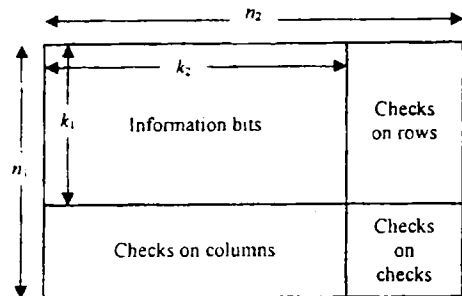 n₂
k₂
k₁
Information bits
Checks
on rows
n₁
Checks on columns
Checks
on
checks